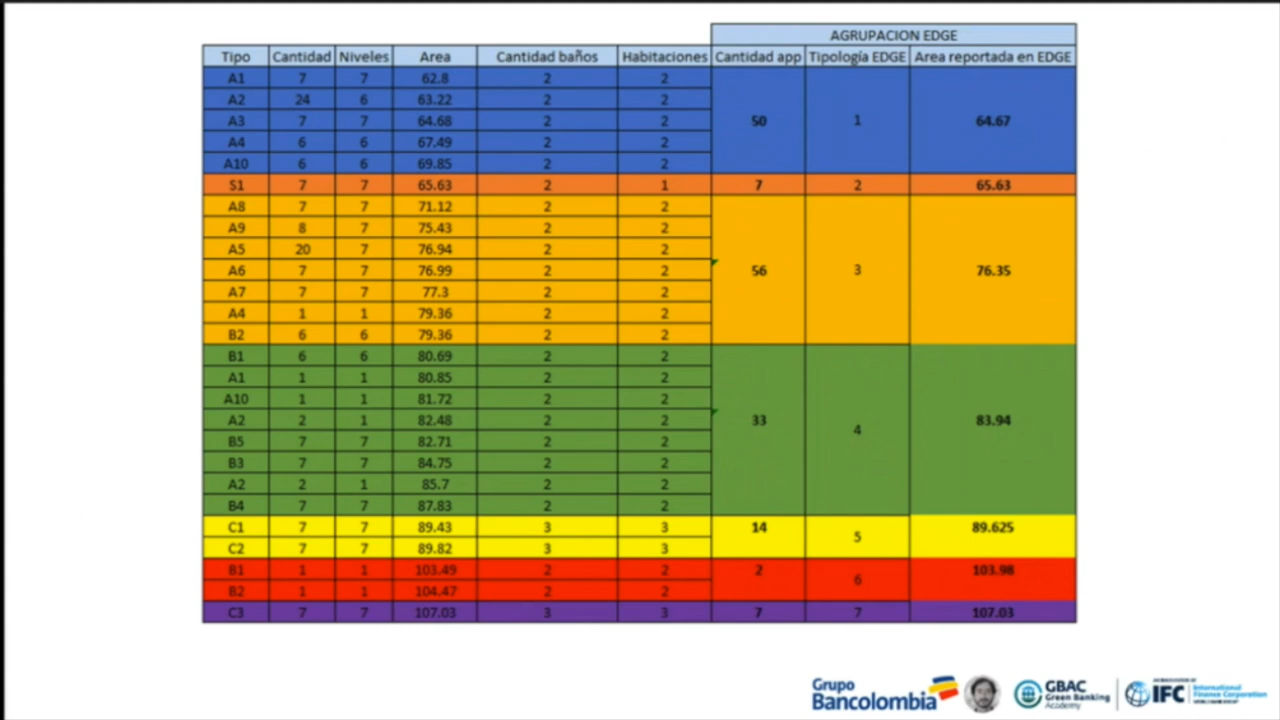 AGRUPACION EDGE
Tipo Cantidad Niveles Area Cantidad baños Habitaciones Cantidad app Tipología EDGE Area reportada en EDGE
A1 7 7 62.8 2 2
A2 24 6 63.22 2 2
A3 7 7 64.68 2 2 50 1 64.67
A4 6 6 67.49 2 2
A10 6 6 69.85 2 2
S1 7 7 65.63 2 1 7 2 65.63
A8 7 7 71.12 2 2
A9 8 7 75.43 2 2
A5 20 7 76.94 2 2
A6 7 7 76.99 2 2 56 3 76.35
A7 7 7 77.3 2 2
A4 1 1 79.36 2 2
B2 6 6 79.36 2 2
B1 6 6 80.69 2 2
A1 1 1 80.85 2 2
A10 1 1 81.72 2 2
A2 2 1 82.48 2 2 33 4 83.94
B5 7 7 82.71 2 2
B3 7 7 84.75 2 2
A2 2 1 85.7 2 2
B4 7 7 87.83 2 2
C1 7 7 89.43 3 3 14 5 89.625
C2 7 7 89.82 3 3
B1 1 1 103.49 2 2 2 6 103.98
B2 1 1 104.47 2 2
C3 7 7 107.03 3 3 7 7 107.03
Grupo
Bancolombia
GBAC
Green Banking
Academy
IFC
International
Finance Corporation